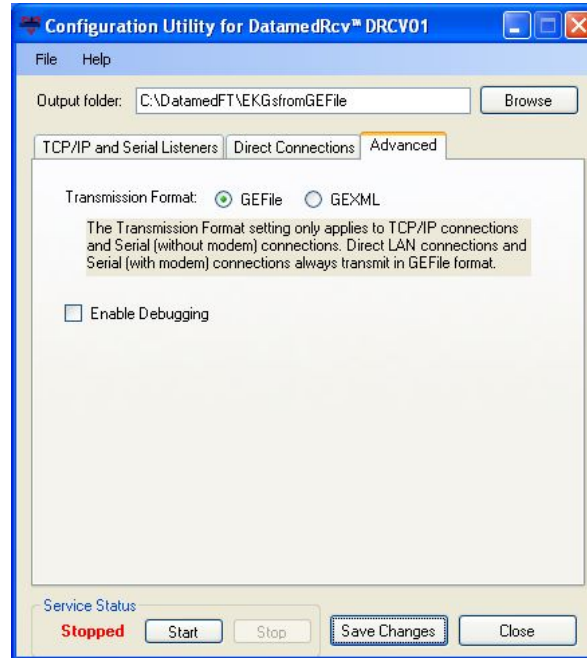 Configuration Utility for DatamedRcv™ DRCV01
File Help
Output folder: C:\DatamedFT\EKGsfromGEFile Browse
TCP/IP and Serial Listeners Direct Connections Advanced
Transmission Format: GEFile GEXML
The Transmission Format setting only applies to TCP/IP connections
and Serial (without modem) connections. Direct LAN connections and
Serial (with modem) connections always transmit in GEFile format.
Enable Debugging
Service Status
Stopped Start Stop Save Changes Close